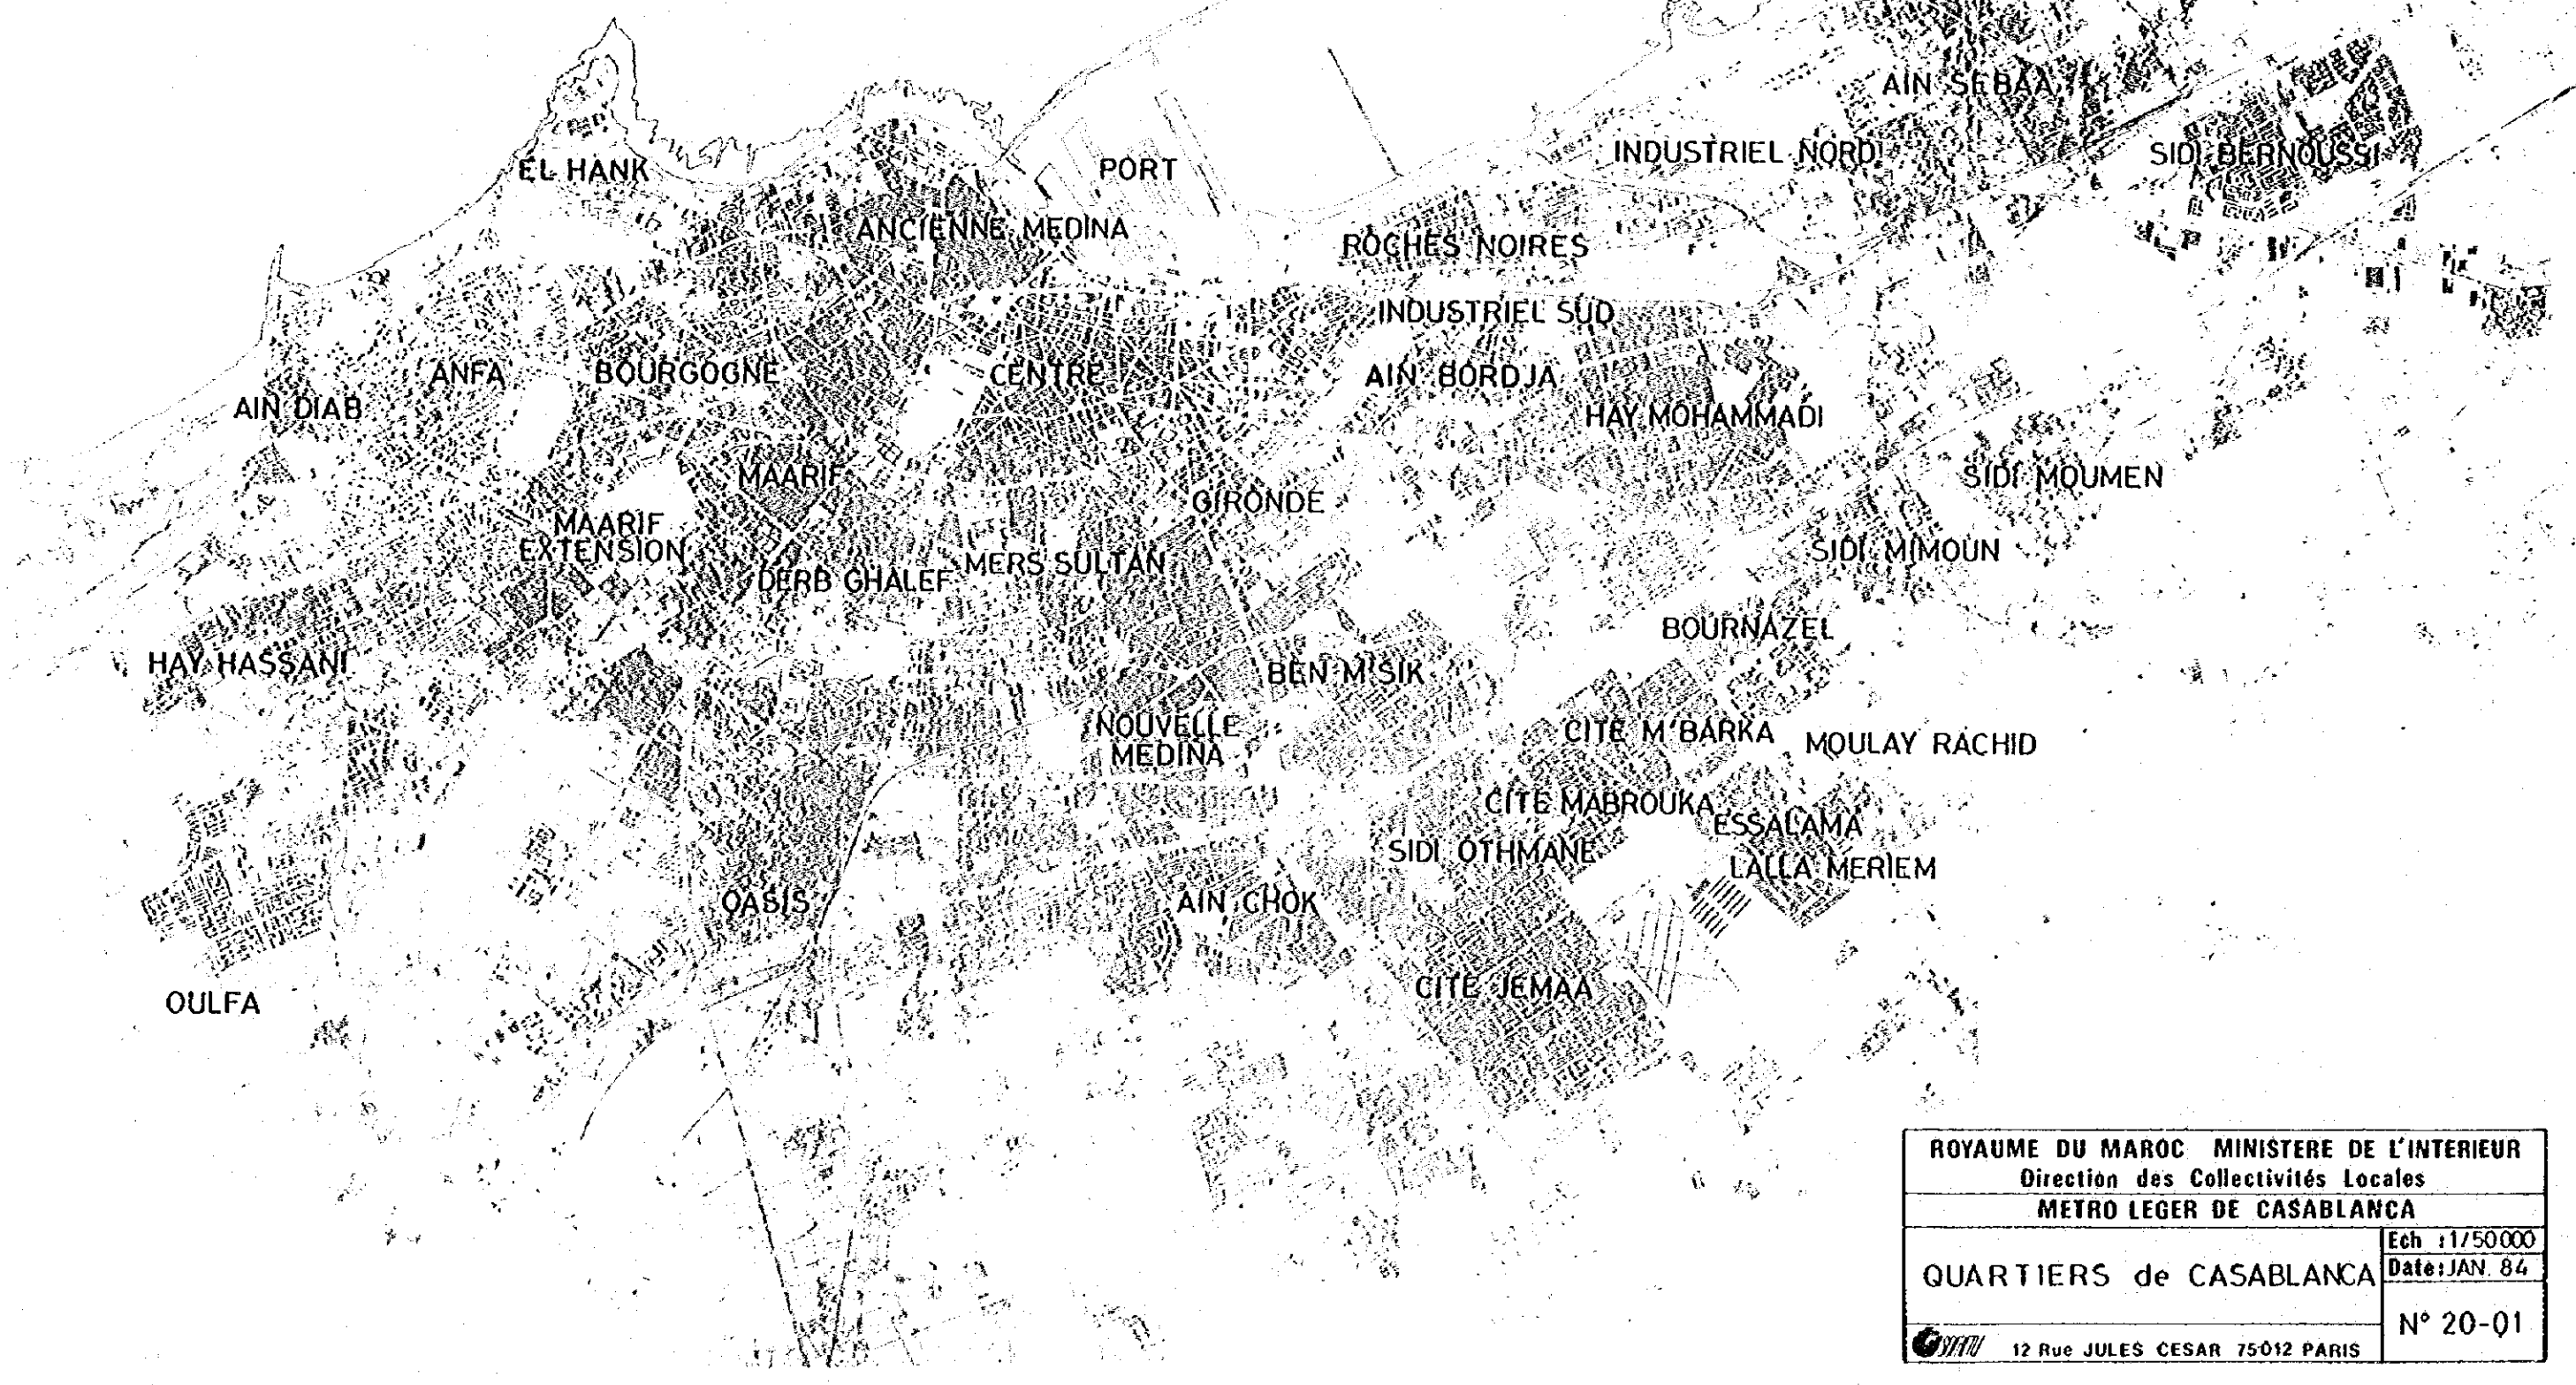 AIN SEBAA
INDUSTRIEL NORD
SIDI BERNOUSSI
EL HANK
PORT
ANCIENNE MEDINA
ROCHES NOIRES
INDUSTRIEL SUD
ANFA
BOURGOGNE
CENTRE
AIN BORDJA
AIN DIAB
HAY MOHAMMADI
MAARIF
SIDI MOUMEN
GIRONDE
MAARIF
EXTENSION
SIDI MIMOUN
MERS SULTAN
DERB GHALEF
BOURNAZEL
HAY HASSANI
BEN M'SIK
NOUVELLE
MEDINA
CITE M'BARKA
MOULAY RACHID
CITE MABROUKA
ESSALAMA
SIDI OTHMANE
LALLA MERIEM
OASIS
AIN CHOK
CITE JEMAA
OULFA
ROYAUME DU MAROC MINISTERE DE L'INTERIEUR
Direction des Collectivités Locales
METRO LEGER DE CASABLANCA
QUARTIERS de CASABLANCA
Ech :1/50000
Date:JAN. 84
N° 20-01
12 Rue JULES CESAR 75012 PARIS